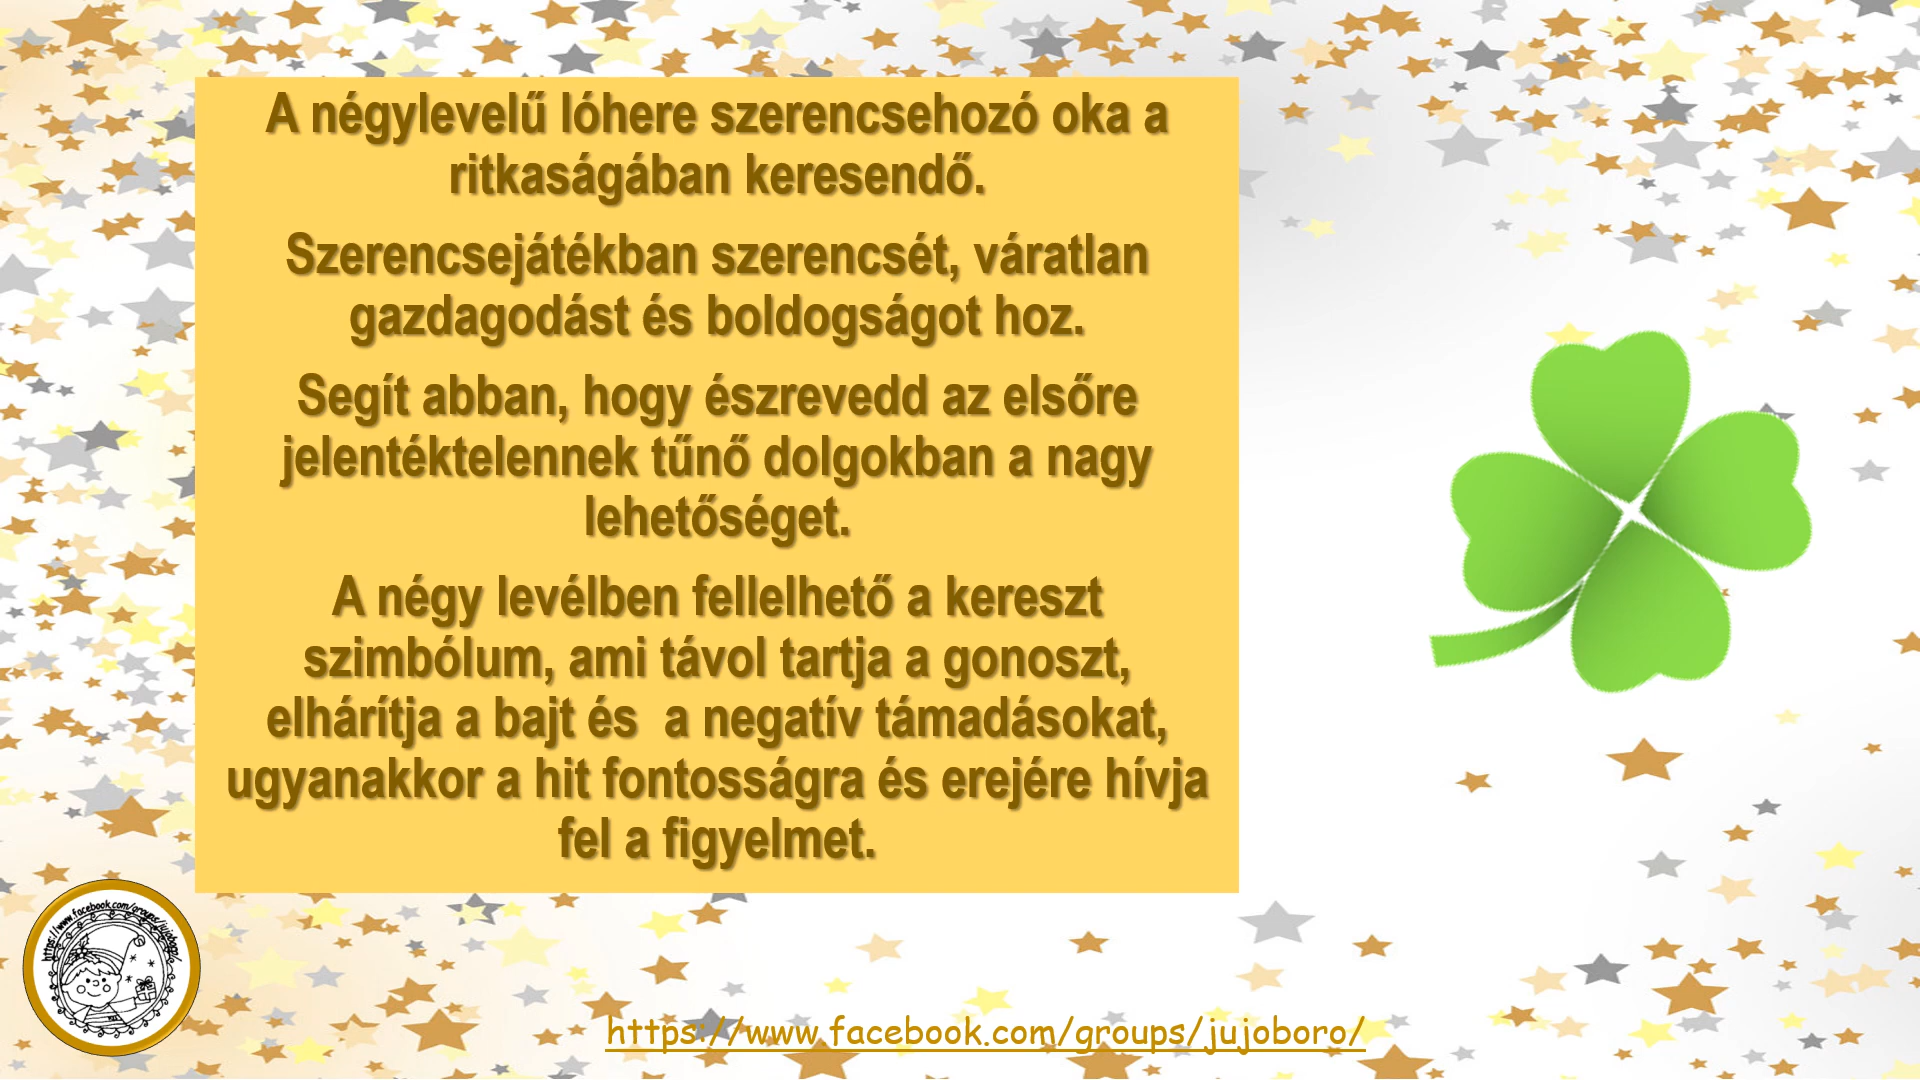 A négylevelű lóhere szerencsehozó oka a
ritkaságában keresendő.
Szerencsejátékban szerencsét, váratlan
gazdagodást és boldogságot hoz.
Segít abban, hogy észrevedd az elsőre
jelentéktelennek tűnő dolgokban a nagy
lehetőséget.
A négy levélben fellelhető a kereszt
szimbólum, ami távol tartja a gonoszt,
elhárítja a bajt és  a negatív támadásokat,
ugyanakkor a hit fontosságra és erejére hívja
fel a figyelmet.
https://www.facebook.com/groups/jujoboro/